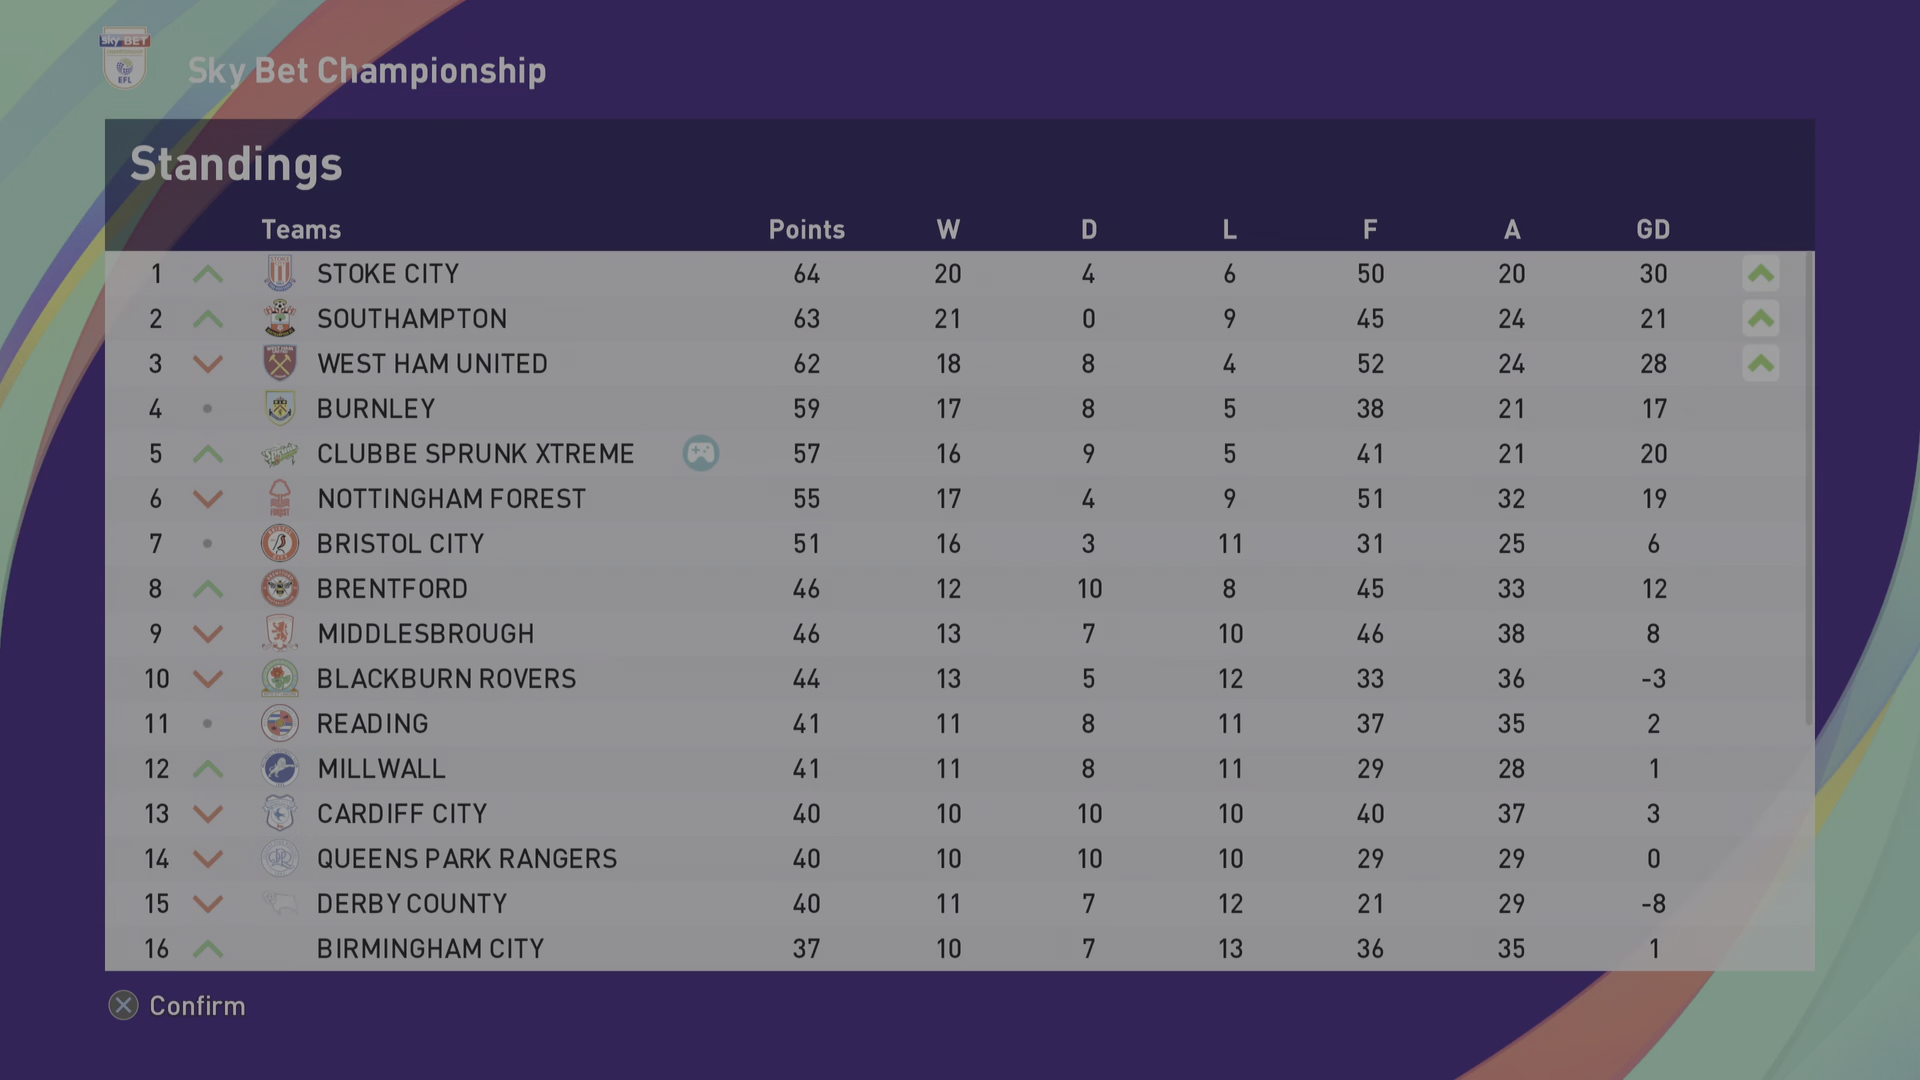 Sky BET
EFL
Sky Bet Championship
Standings
Teams Points W D L F A GD
1 STOKE CITY 64 20 4 6 50 20 30
2 SOUTHAMPTON 63 21 0 9 45 24 21
3 WEST HAM UNITED 62 18 8 4 52 24 28
4 BURNLEY 59 17 8 5 38 21 17
5 CLUBBE SPRUNK XTREME 57 16 9 5 41 21 20
6 NOTTINGHAM FOREST 55 17 4 9 51 32 19
7 BRISTOL CITY 51 16 3 11 31 25 6
8 BRENTFORD 46 12 10 8 45 33 12
9 MIDDLESBROUGH 46 13 7 10 46 38 8
10 BLACKBURN ROVERS 44 13 5 12 33 36 -3
11 READING 41 11 8 11 37 35 2
12 MILLWALL 41 11 8 11 29 28 1
13 CARDIFF CITY 40 10 10 10 40 37 3
14 QUEENS PARK RANGERS 40 10 10 10 29 29 0
15 DERBY COUNTY 40 11 7 12 21 29 -8
16 BIRMINGHAM CITY 37 10 7 13 36 35 1
Confirm